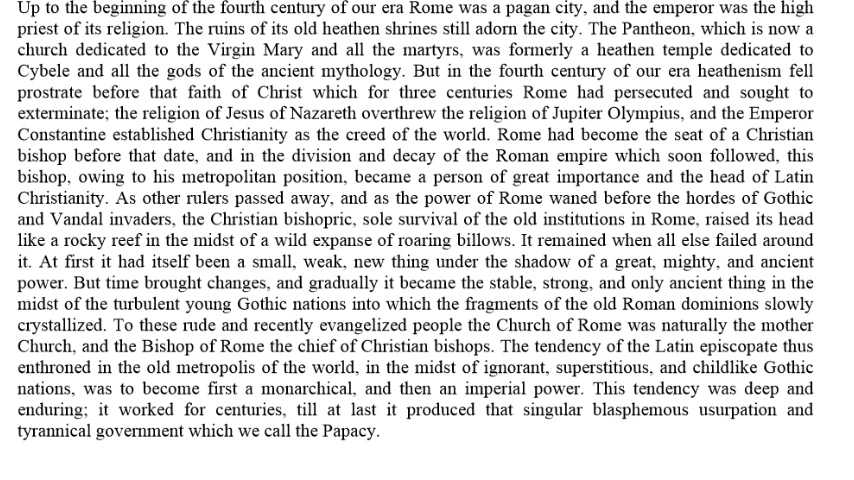 Up to the beginning of the fourth century of our era Rome was a pagan city, and the emperor was the high
priest of its religion. The ruins of its old heathen shrines still adorn the city. The Pantheon, which is now a
church dedicated to the Virgin Mary and all the martyrs, was formerly a heathen temple dedicated to
Cybele and all the gods of the ancient mythology. But in the fourth century of our era heathenism fell
prostrate before that faith of Christ which for three centuries Rome had persecuted and sought to
exterminate; the religion of Jesus of Nazareth overthrew the religion of Jupiter Olympius, and the Emperor
Constantine established Christianity as the creed of the world. Rome had become the seat of a Christian
bishop before that date, and in the division and decay of the Roman empire which soon followed, this
bishop, owing to his metropolitan position, became a person of great importance and the head of Latin
Christianity. As other rulers passed away, and as the power of Rome waned before the hordes of Gothic
and Vandal invaders, the Christian bishopric, sole survival of the old institutions in Rome, raised its head
like a rocky reef in the midst of a wild expanse of roaring billows. It remained when all else failed around
it. At first it had itself been a small, weak, new thing under the shadow of a great, mighty, and ancient
power. But time brought changes, and gradually it became the stable, strong, and only ancient thing in the
midst of the turbulent young Gothic nations into which the fragments of the old Roman dominions slowly
crystallized. To these rude and recently evangelized people the Church of Rome was naturally the mother
Church, and the Bishop of Rome the chief of Christian bishops. The tendency of the Latin episcopate thus
enthroned in the old metropolis of the world, in the midst of ignorant, superstitious, and childlike Gothic
nations, was to become first a monarchical, and then an imperial power. This tendency was deep and
enduring; it worked for centuries, till at last it produced that singular blasphemous usurpation and
tyrannical government which we call the Papacy.